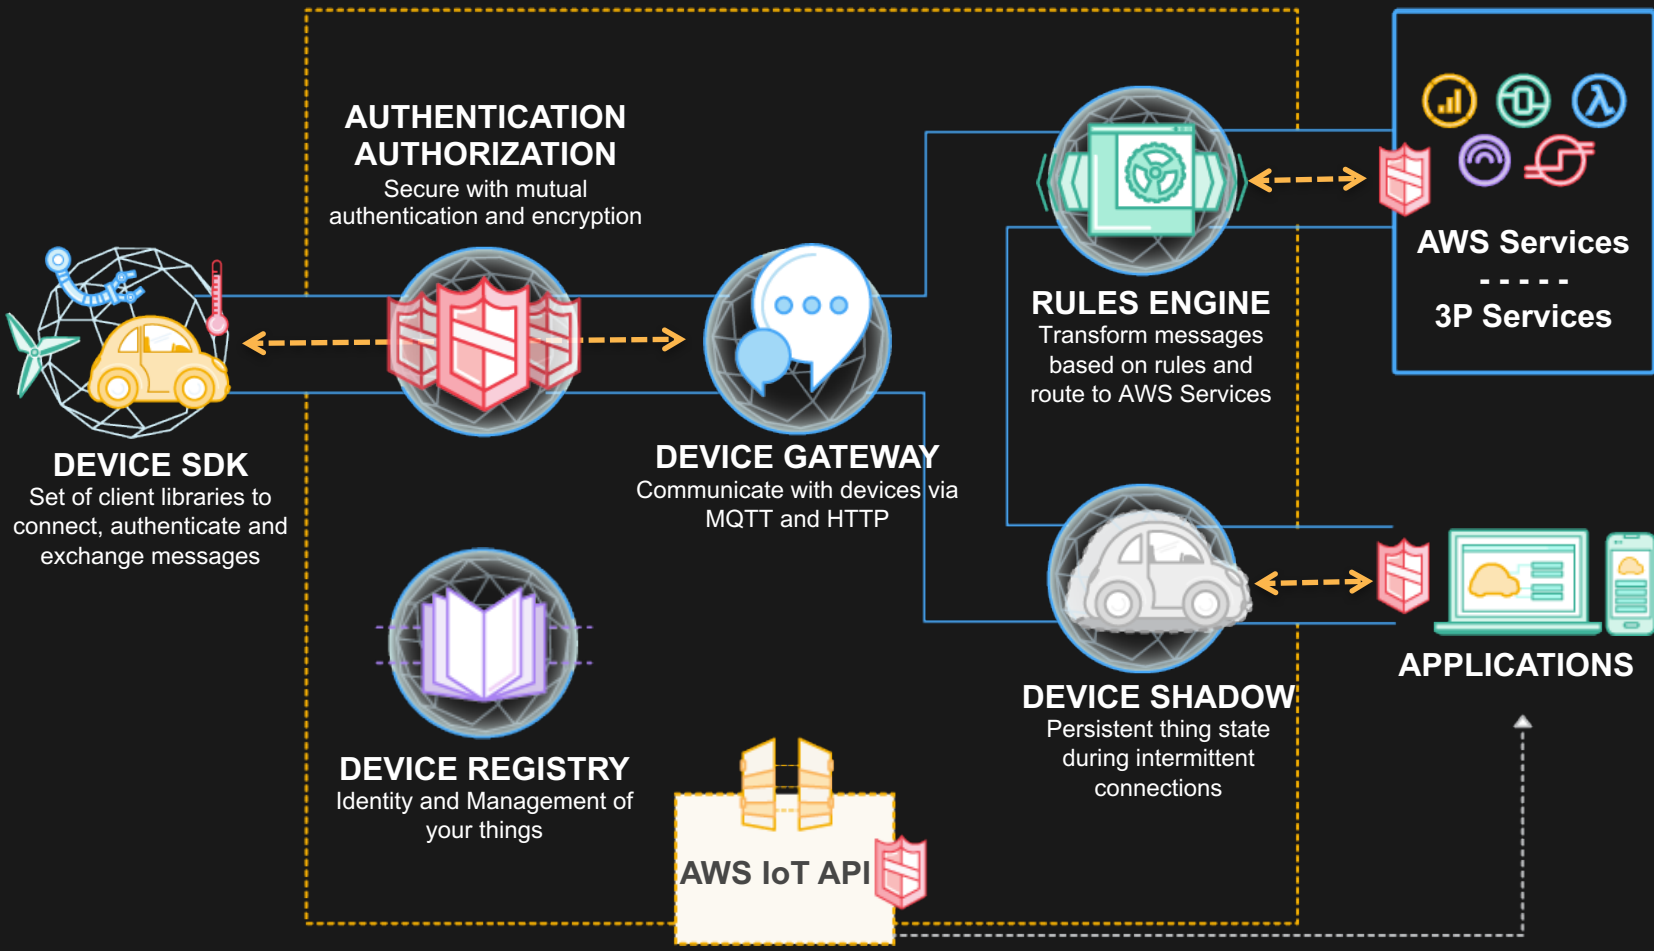 AUTHENTICATION
AUTHORIZATION
Secure with mutual
authentication and encryption
DEVICE SDK
Set of client libraries to
connect, authenticate and
exchange messages
DEVICE GATEWAY
Communicate with devices via
MQTT and HTTP
RULES ENGINE
Transform messages
based on rules and
route to AWS Services
AWS Services
- - - - -
3P Services
DEVICE REGISTRY
Identity and Management of
your things
DEVICE SHADOW
Persistent thing state
during intermittent
connections
APPLICATIONS
AWS IoT API